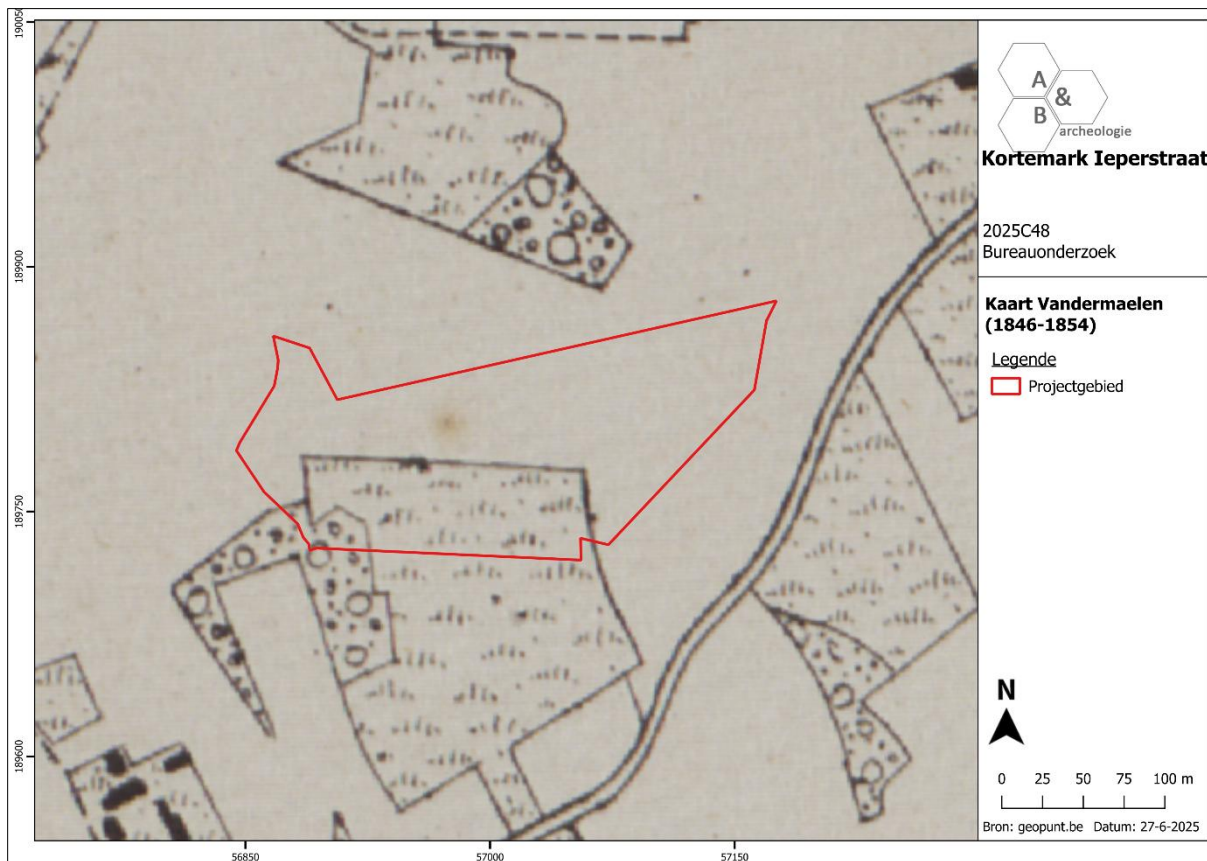 A
&
B
archeologie
Kortemark Ieperstraat
2025C48
Bureauonderzoek
Kaart Vandermaelen
(1846-1854)
Legende
Projectgebied
N
0 25 50 75 100 m
Bron: geopunt.be Datum: 27-6-2025
190050
189900
189750
189600
56850 57000 57150